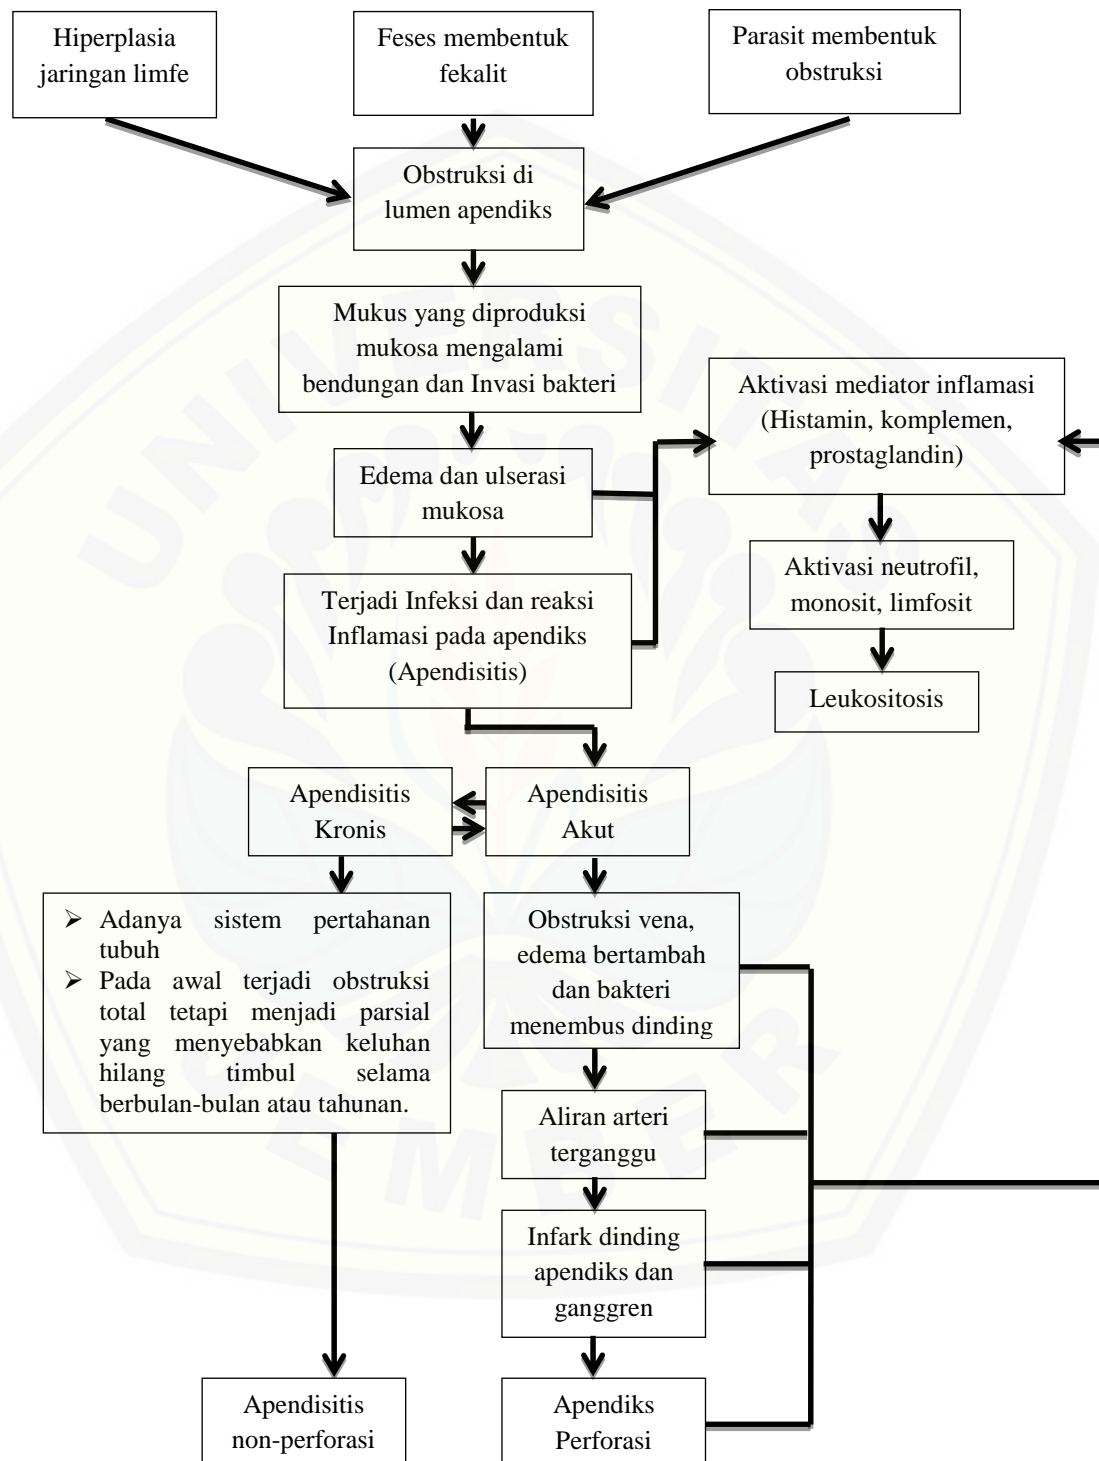 Hiperplasia
jaringan limfe
Feses membentuk
fekalit
Parasit membentuk
obstruksi
Obstruksi di
lumen apendiks
Mukus yang diproduksi
mukosa mengalami
bendungan dan Invasi bakteri
Aktivasi mediator inflamasi
(Histamin, komplemen,
prostaglandin)
Edema dan ulserasi
mukosa
Aktivasi neutrofil,
monosit, limfosit
Terjadi Infeksi dan reaksi
Inflamasi pada apendiks
(Apendisitis)
Leukositosis
Apendisitis
Kronis
Apendisitis
Akut
➢ Adanya sistem pertahanan
tubuh
➢ Pada awal terjadi obstruksi
total tetapi menjadi parsial
yang menyebabkan keluhan
hilang timbul selama
berbulan-bulan atau tahunan.
Obstruksi vena,
edema bertambah
dan bakteri
menembus dinding
Aliran arteri
terganggu
Infark dinding
apendiks dan
ganggren
Apendisitis
non-perforasi
Apendiks
Perforasi
UNIVERSITAS
JEMBER